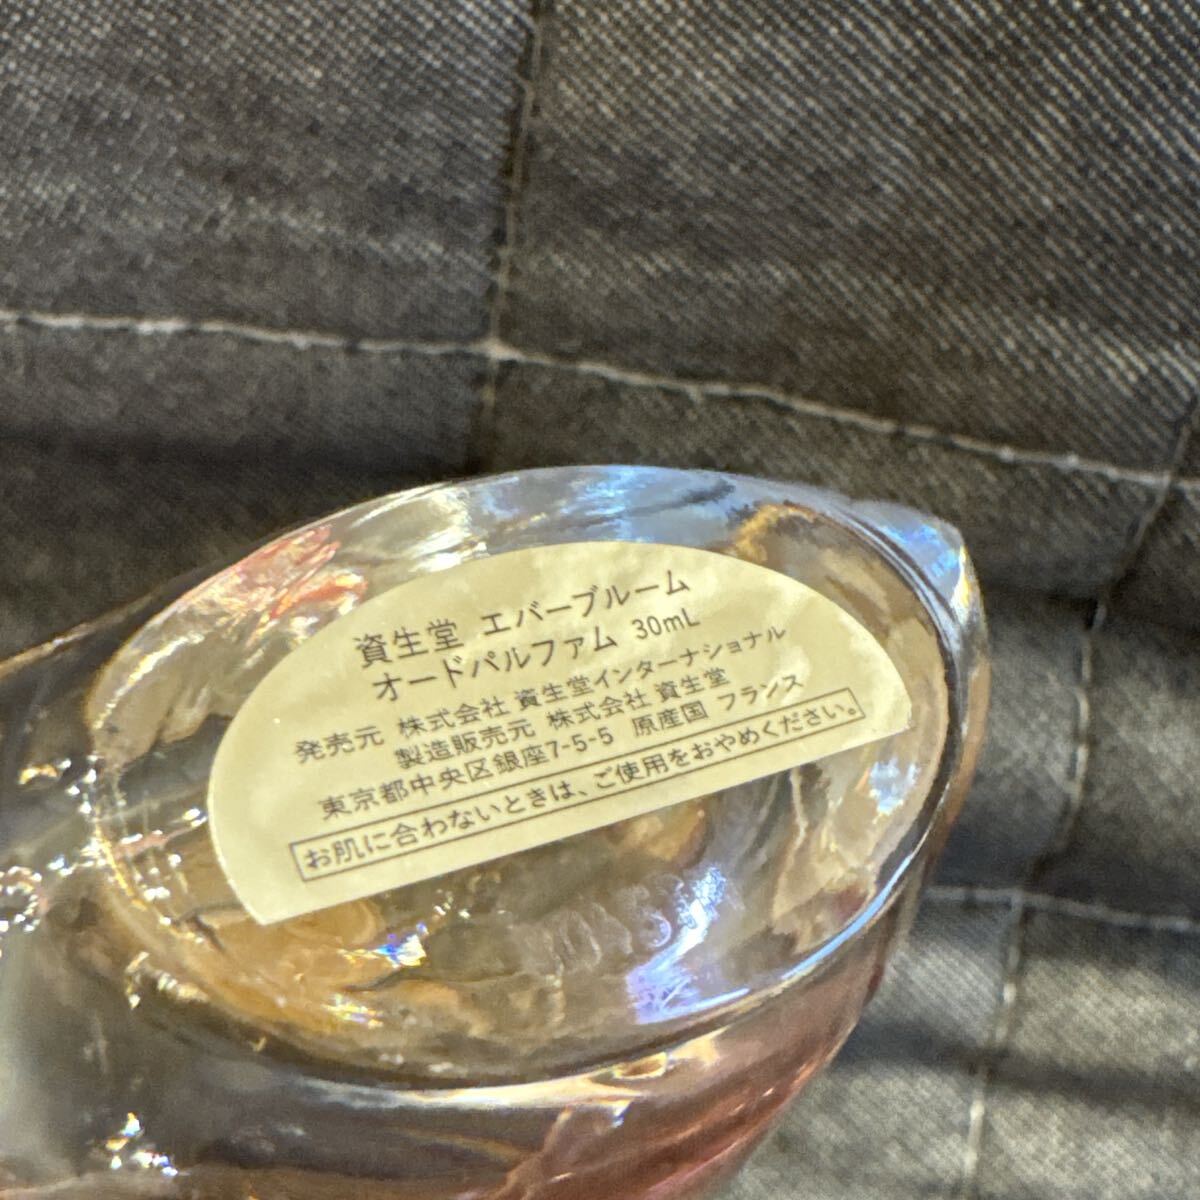 資生堂 エバーブルーム
オードパルファム 30mL
発売元 株式会社 資生堂インターナショナル
製造販売元 株式会社 資生堂
東京都中央区銀座7-5-5 原産国 フランス
お肌に合わないときは、ご使用をおやめください。